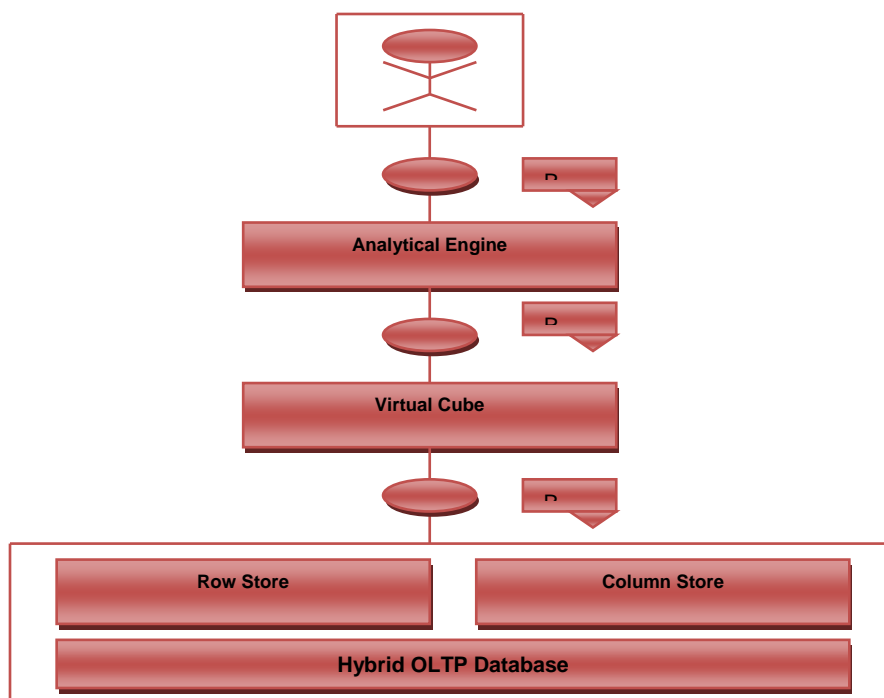 Analytical Engine
Virtual Cube
Row Store
Column Store
Hybrid OLTP Database